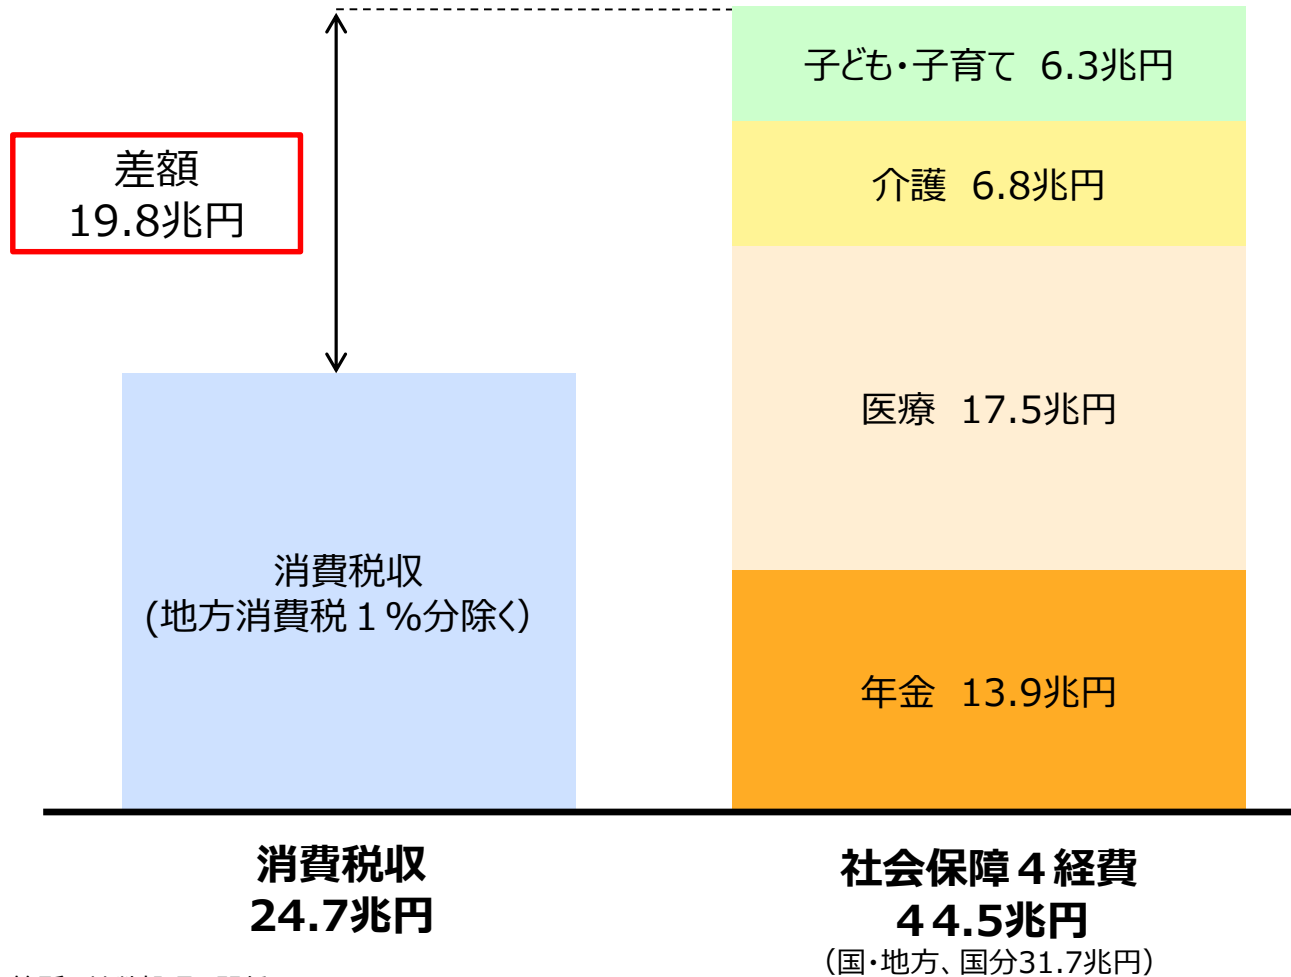 子ども・子育て 6.3兆円
差額
19.8兆円
介護 6.8兆円
医療 17.5兆円
消費税収
(地方消費税１%分除く)
年金 13.9兆円
消費税収
24.7兆円
社会保障４経費
４４.5兆円
（国・地方、国分31.7兆円）